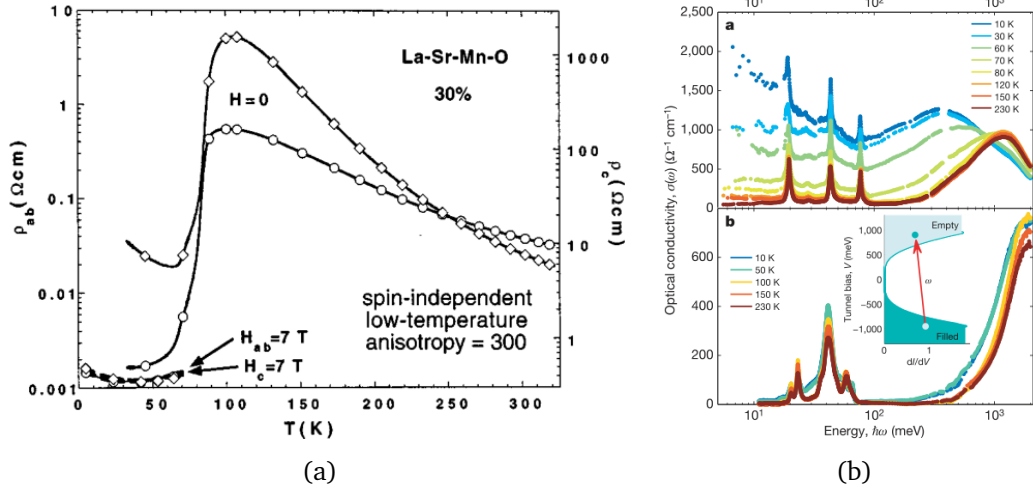 10
1
0.1
0.01
0.001
ρab (Ωcm)
La-Sr-Mn-O
30%
H = 0
spin-independent
low-temperature
anisotropy = 300
Hab=7 T
Hc=7 T
1000
100
10
1
ρc (Ωcm)
0 50 100 150 200 250 300
T(K)
(a)
10¹ 10² 10³
a
2,500
2,000
1,500
1,000
500
0
10 K
30 K
60 K
70 K
80 K
120 K
150 K
230 K
Optical conductivity, σ(ω) (Ω⁻¹ cm⁻¹)
b
600
400
200
0
10 K
50 K
100 K
150 K
230 K
Tunnel bias, V (meV)
1,000
500
0
−500
−1,000
Empty
ω
Filled
0 1
dI/dV
10¹ 10² 10³
Energy, ħω (meV)
(b)